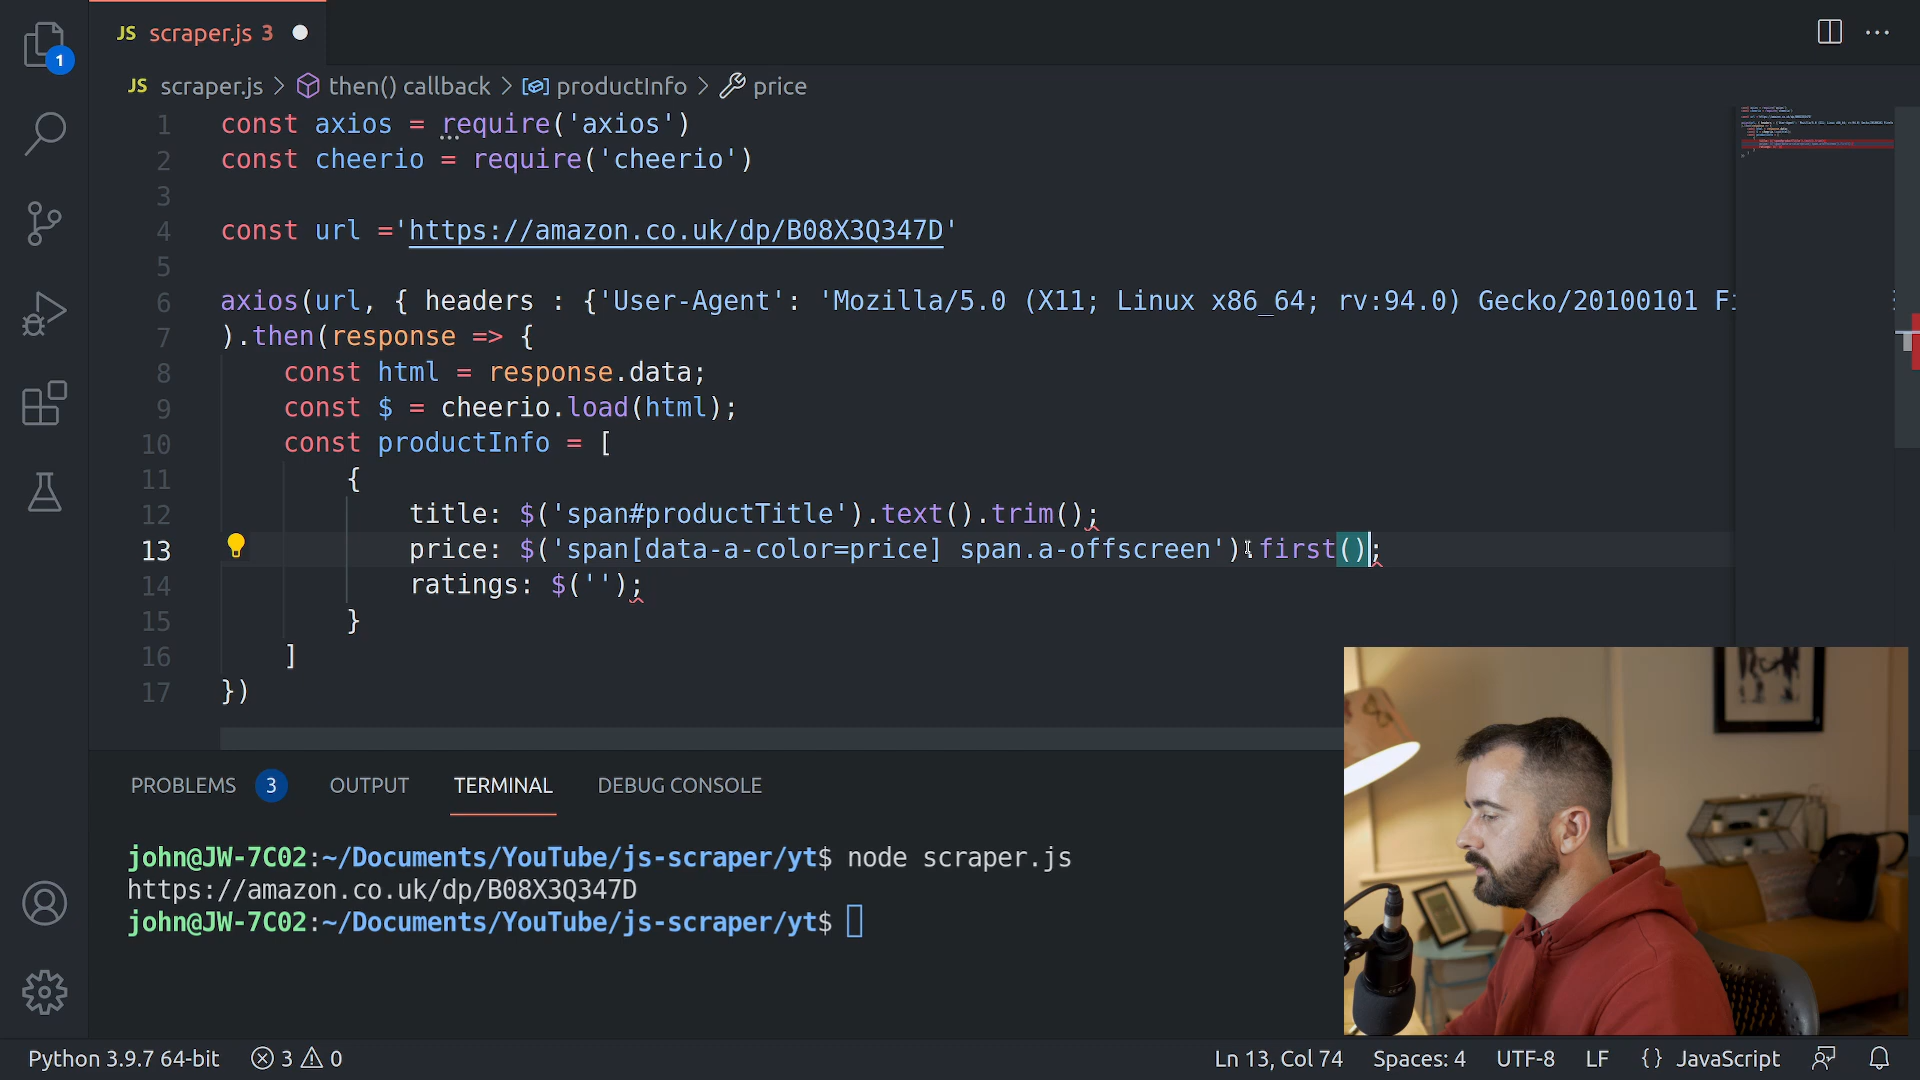 1
JS scraper.js 3
JS scraper.js > then() callback > productInfo > price
1 const axios = require('axios')
2 const cheerio = require('cheerio')
3
4 const url ='https://amazon.co.uk/dp/B08X3Q347D'
5
6 axios(url, { headers : {'User-Agent': 'Mozilla/5.0 (X11; Linux x86_64; rv:94.0) Gecko/20100101
7 ).then(response => {
8 const html = response.data;
9 const $ = cheerio.load(html);
10 const productInfo = [
11 {
12 title: $('span#productTitle').text().trim();
13 price: $('span[data-a-color=price] span.a-offscreen').first();
14 ratings: $('');
15 }
16 ]
17 })
PROBLEMS 3 OUTPUT TERMINAL DEBUG CONSOLE
john@JW-7C02:~/Documents/YouTube/js-scraper/yt$ node scraper.js
https://amazon.co.uk/dp/B08X3Q347D
john@JW-7C02:~/Documents/YouTube/js-scraper/yt$
Python 3.9.7 64-bit 3 0 Ln 13, Col 74 Spaces: 4 UTF-8 LF {} JavaScript